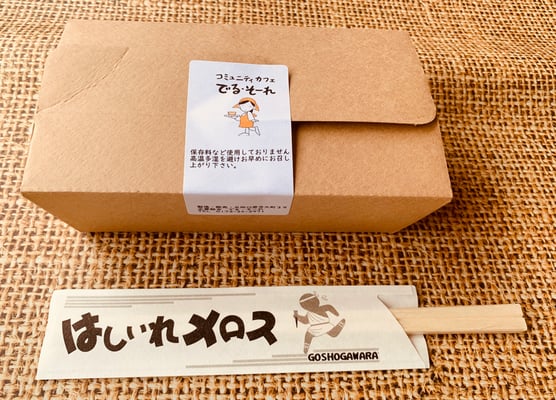 コミュニティカフェ
でる・そーれ
保存料など使用しておりません
高温多湿を避けお早めにお召し
上がり下さい。
はしいれメロス
GOSHOGAWARA